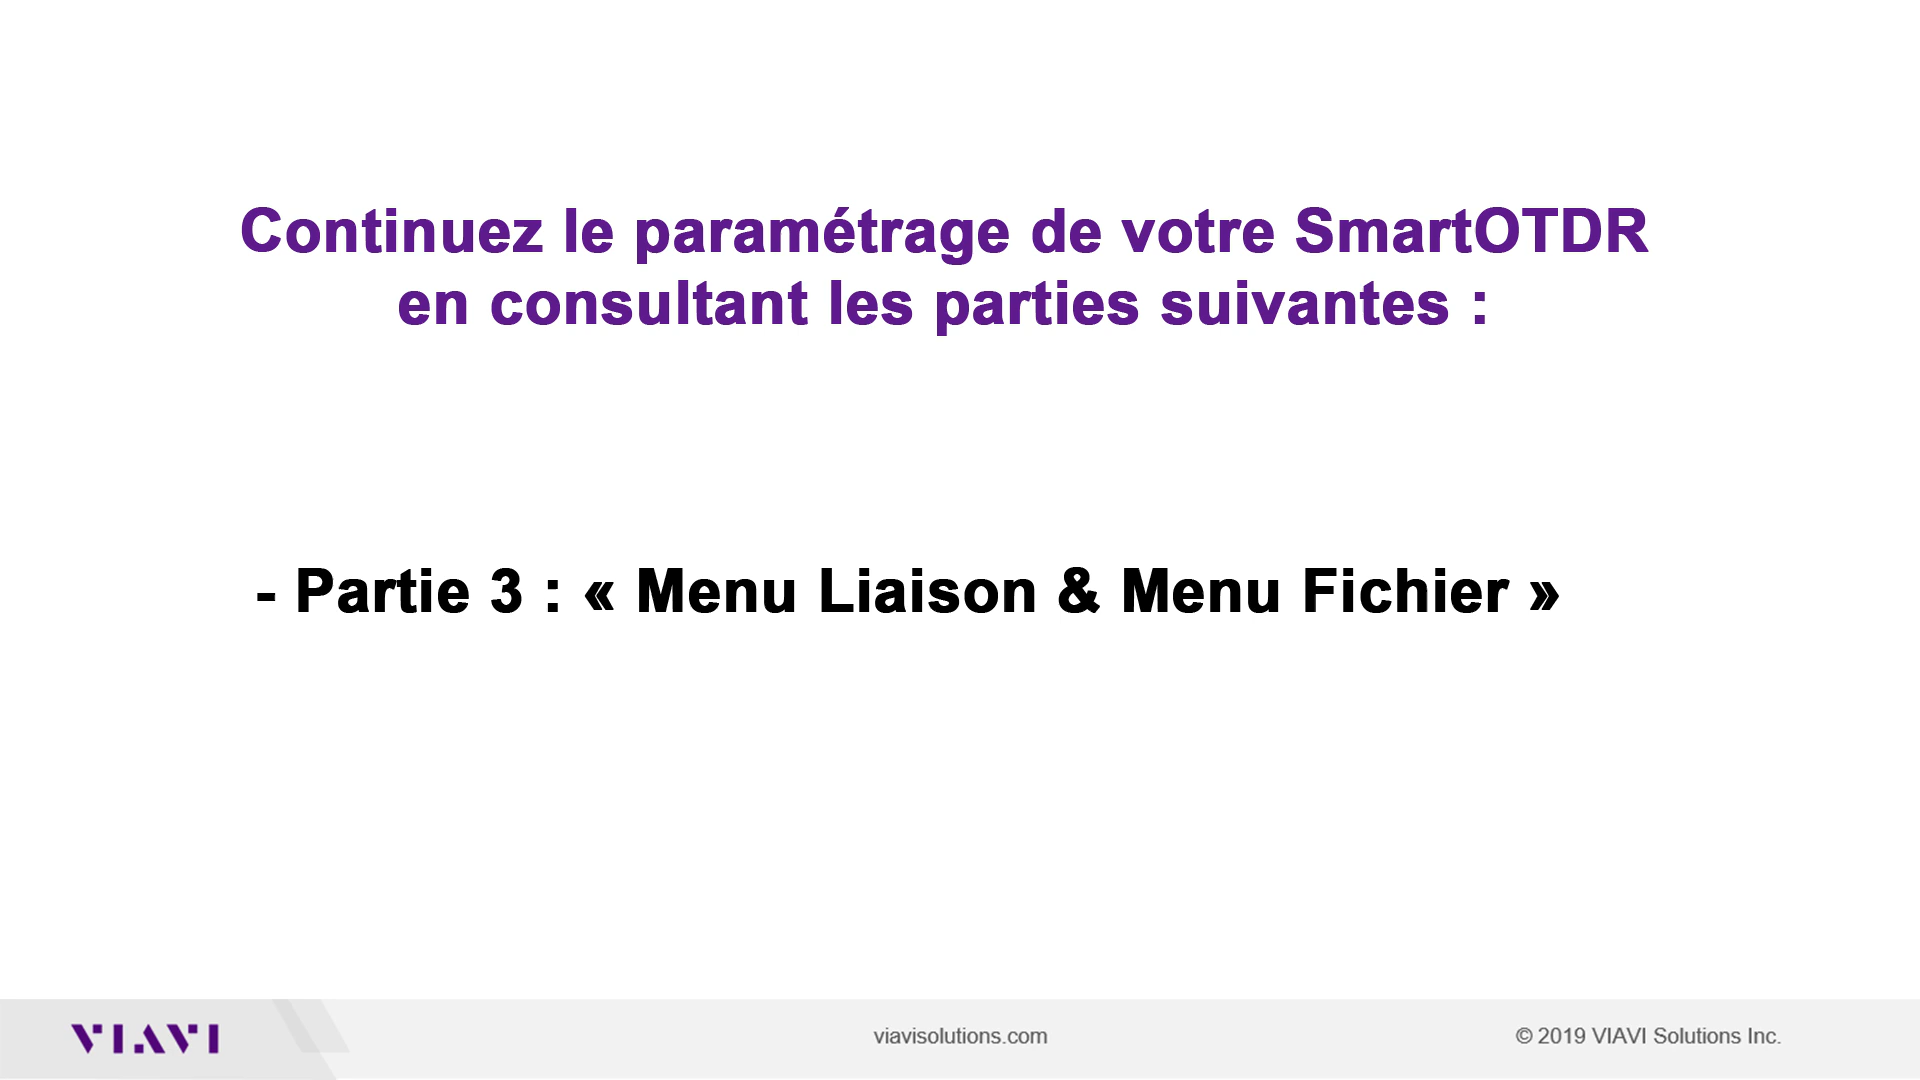 Continuez le paramétrage de votre SmartOTDR
en consultant les parties suivantes :
- Partie 3 : « Menu Liaison & Menu Fichier »
VIAVI
viavisolutions.com
© 2019 VIAVI Solutions Inc.